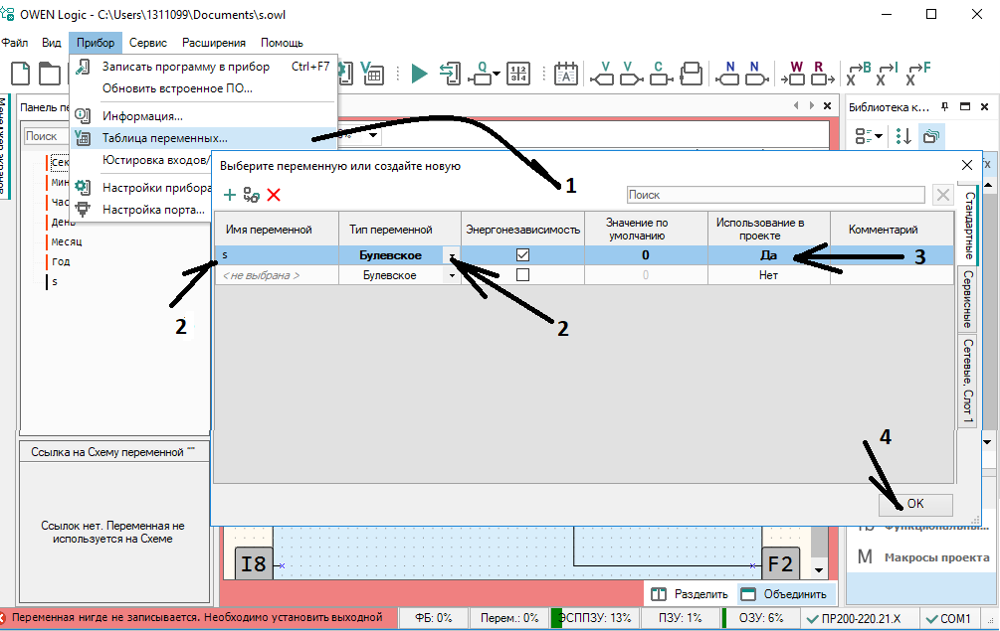 OWEN Logic - C:\Users\1311099\Documents\s.owl
Файл Вид Прибор Сервис Расширения Помощь
Записать программу в прибор Ctrl+F7
Обновить встроенное ПО...
Информация...
Таблица переменных...
Юстировка входов/
Настройки прибора
Настройка порта...
Q
V V C N N W R B I F
X X X
Менеджер экранов
Панель пе
Поиск
Сек
Мин
Час
День
Месяц
Год
s
Библиотека к...
1
Выберите переменную или создайте новую
Поиск
Имя переменной Тип переменной Энергонезависимость Значение по умолчанию Использование в проекте Комментарий
s Булевское 0 Да
<не выбрана> Булевское 0 Нет
2
2
3
4
Стандартные
Сервисные
Сетевые, Слот 1
OK
Ссылка на Схему переменной ""
Ссылок нет. Переменная не
используется на Схеме
I8
F2
Функциональны...
M Макросы проекта
Разделить Объединить
Переменная нигде не записывается. Необходимо установить выходной ФБ: 0% Перем.: 0% ЭСППЗУ: 13% ПЗУ: 1% ОЗУ: 6% ПР200-220.21.X COM1